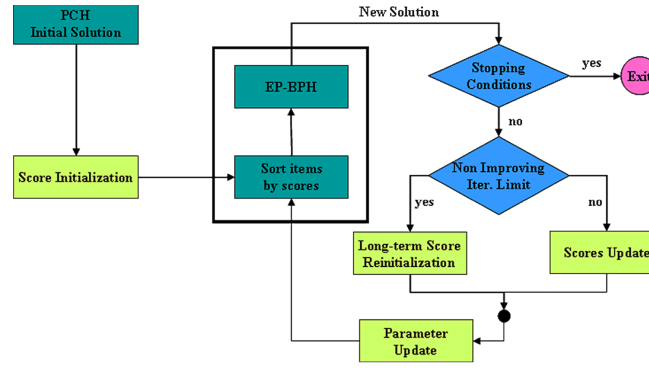 PCH
Initial Solution
New Solution
EP-BPH
Stopping
Conditions
yes
Exit
no
Score Initialization
Sort items
by scores
Non Improving
Iter. Limit
yes
no
Long-term Score
Reinitialization
Scores Update
Parameter
Update